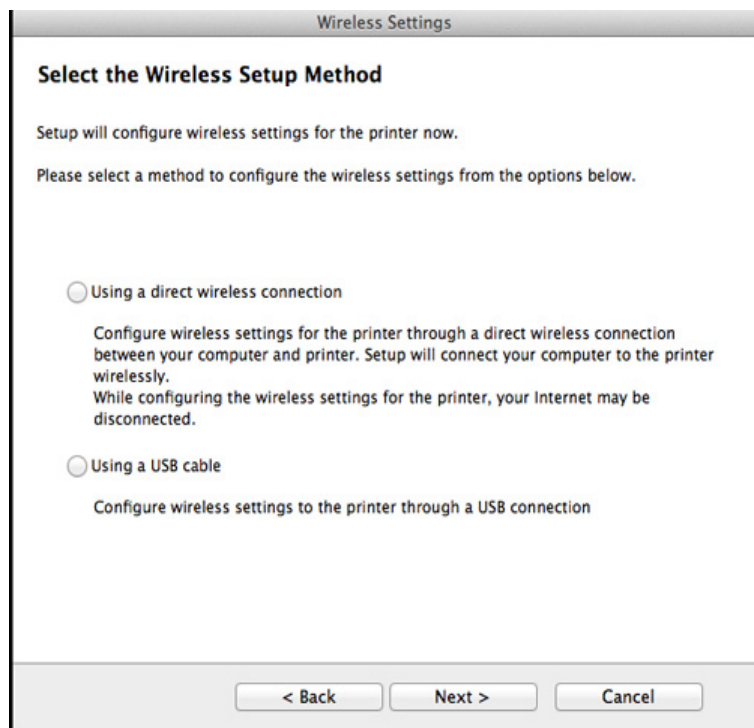 Wireless Settings
Select the Wireless Setup Method
Setup will configure wireless settings for the printer now.
Please select a method to configure the wireless settings from the options below.
Using a direct wireless connection
Configure wireless settings for the printer through a direct wireless connection
between your computer and printer. Setup will connect your computer to the printer
wirelessly.
While configuring the wireless settings for the printer, your Internet may be
disconnected.
Using a USB cable
Configure wireless settings to the printer through a USB connection
< Back Next > Cancel